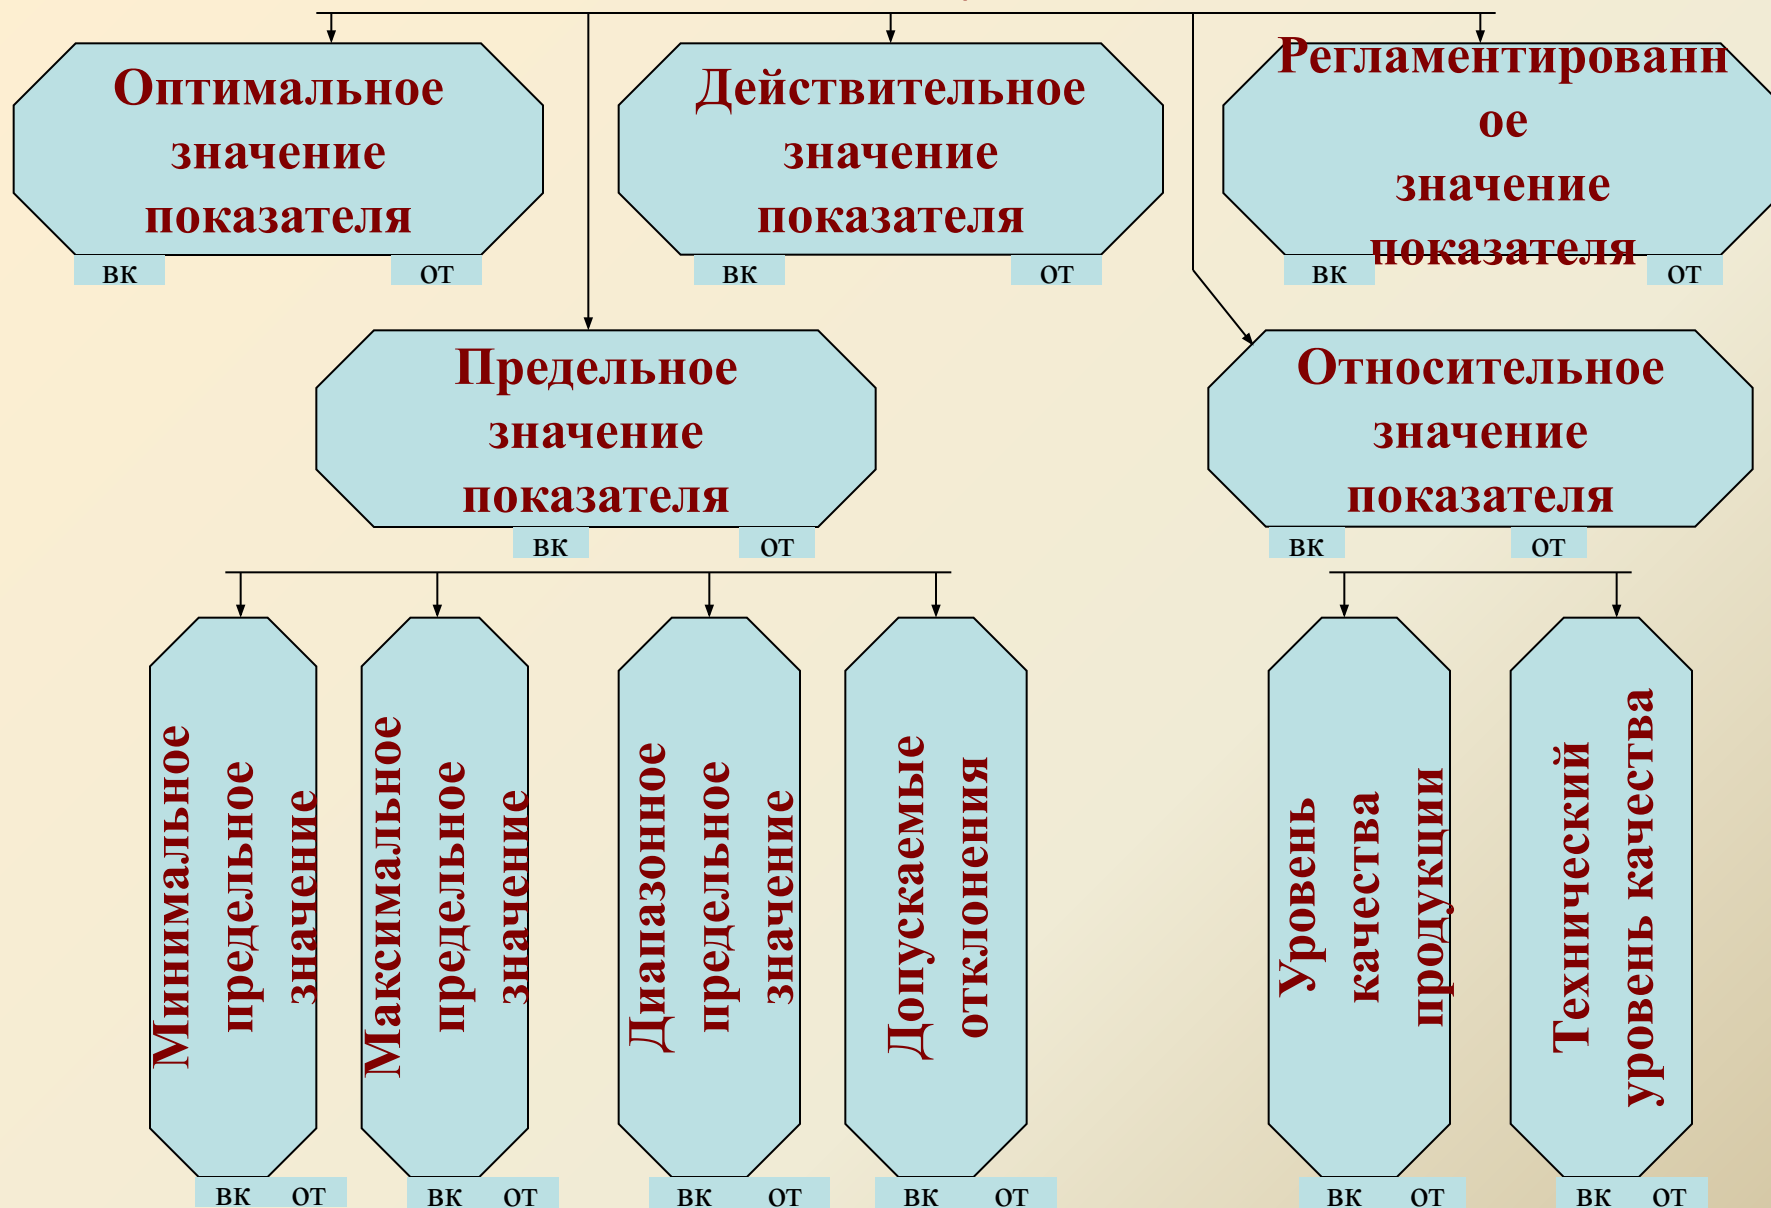 Оптимальное
значение
показателя
вк от
Действительное
значение
показателя
вк от
Регламентированн
ое
значение
показателя
вк от
Предельное
значение
показателя
вк от
Относительное
значение
показателя
вк от
Минимальное
предельное
значение
вк от
Максимальное
предельное
значение
вк от
Диапазонное
предельное
значение
вк от
Допускаемые
отклонения
вк от
Уровень
качества
продукции
вк от
Технический
уровень качества
вк от